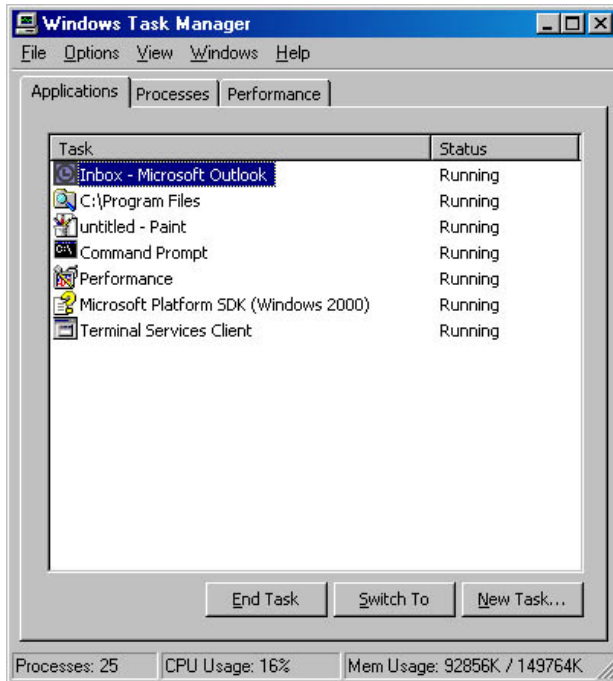 Windows Task Manager
File Options View Windows Help
Applications Processes Performance
Task Status
Inbox - Microsoft Outlook Running
C:\Program Files Running
untitled - Paint Running
Command Prompt Running
Performance Running
Microsoft Platform SDK (Windows 2000) Running
Terminal Services Client Running
End Task Switch To New Task...
Processes: 25 CPU Usage: 16% Mem Usage: 92856K / 149764K